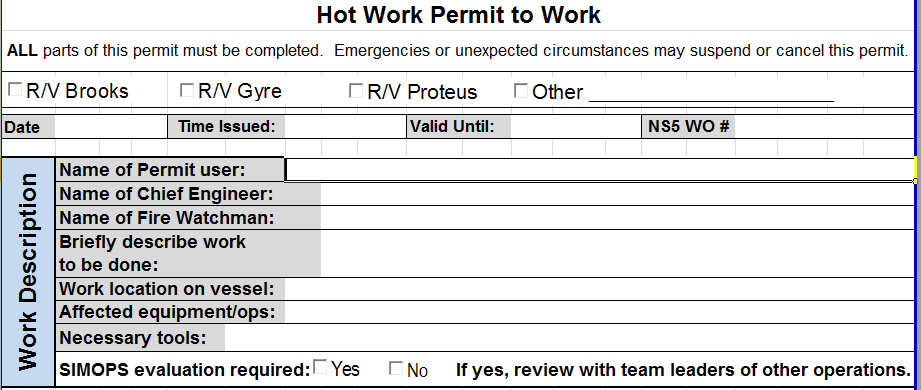 Hot Work Permit to Work
ALL parts of this permit must be completed. Emergencies or unexpected circumstances may suspend or cancel this permit.
R/V Brooks R/V Gyre R/V Proteus Other ____________________
Date Time Issued: Valid Until: NS5 WO #
Work Description
Name of Permit user:
Name of Chief Engineer:
Name of Fire Watchman:
Briefly describe work
to be done:
Work location on vessel:
Affected equipment/ops:
Necessary tools:
SIMOPS evaluation required: Yes No If yes, review with team leaders of other operations.